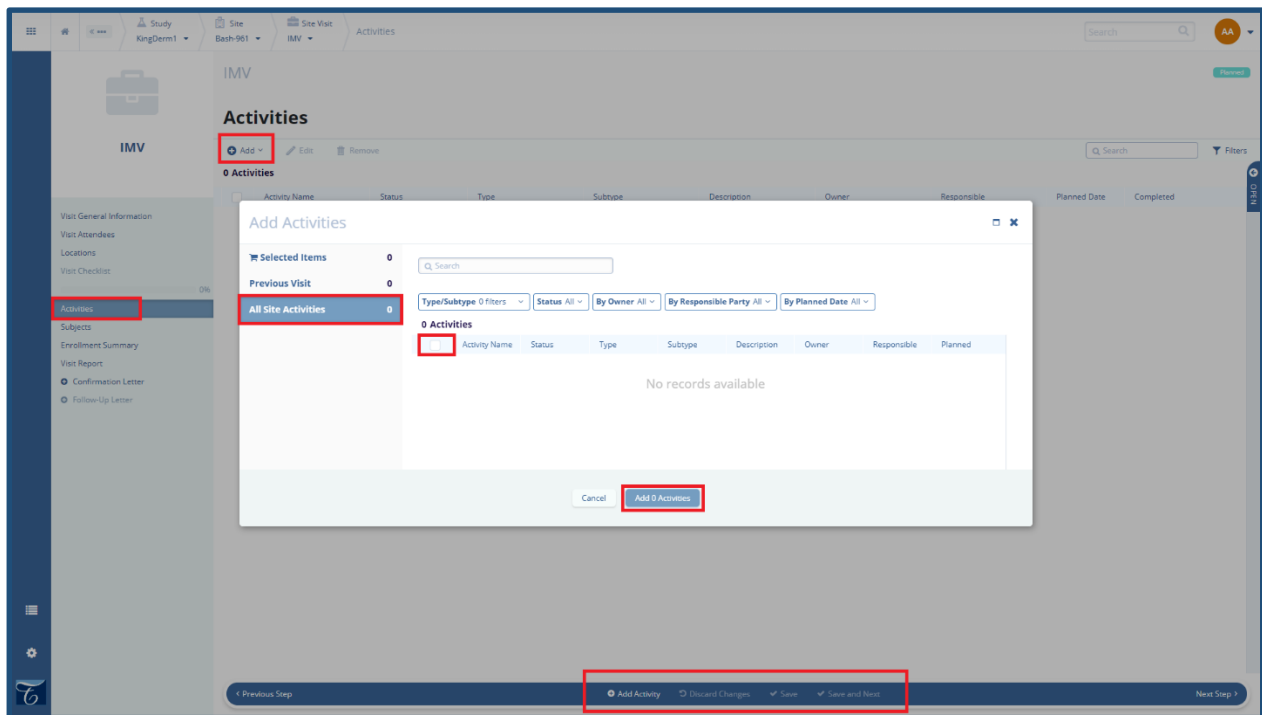 Study
KingDerm1
Site
Bash-961
Site Visit
IMV
Activities
Search
AA
IMV
Planned
Activities
IMV
Add
Edit
Remove
Search
Filters
0 Activities
OPEN
Activity Name Status Type Subtype Description Owner Responsible Planned Date Completed
Visit General Information
Visit Attendees
Locations
Visit Checklist
0%
Activities
Subjects
Enrollment Summary
Visit Report
Confirmation Letter
Follow-Up Letter
Add Activities
Selected Items 0
Previous Visit 0
All Site Activities 0
Search
Type/Subtype 0 filters Status All By Owner All By Responsible Party All By Planned Date All
0 Activities
Activity Name Status Type Subtype Description Owner Responsible Planned
No records available
Cancel Add 0 Activities
Previous Step Add Activity Discard Changes Save Save and Next Next Step